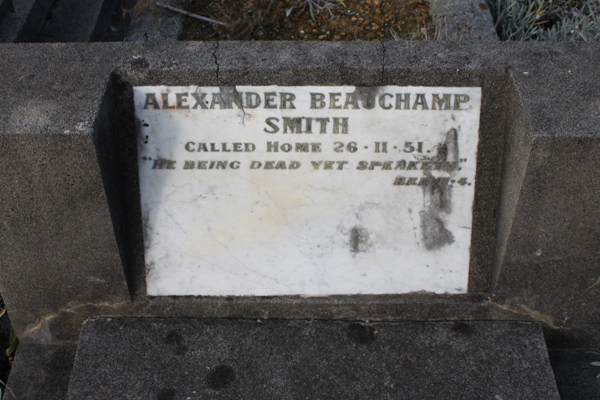 ALEXANDER BEAUCHAMP
SMITH
CALLED HOME 26·11·51.
"HE BEING DEAD YET SPEAKETH."